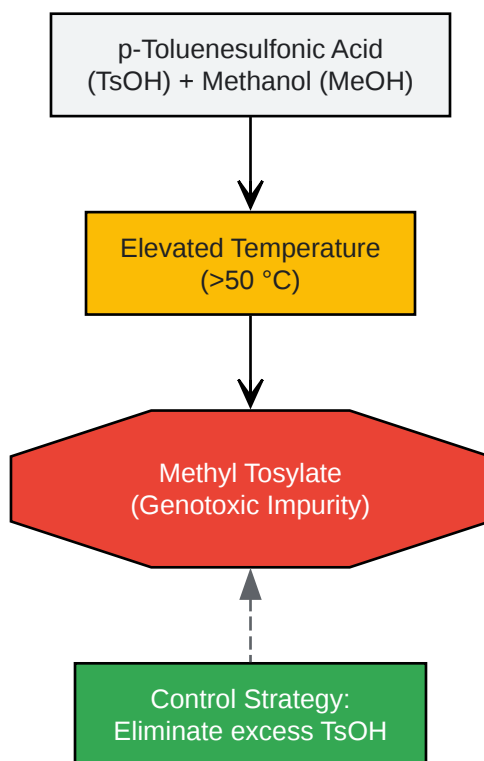 p-Toluenesulfonic Acid
(TsOH) + Methanol (MeOH)
Elevated Temperature
(>50 °C)
Methyl Tosylate
(Genotoxic Impurity)
Control Strategy:
Eliminate excess TsOH